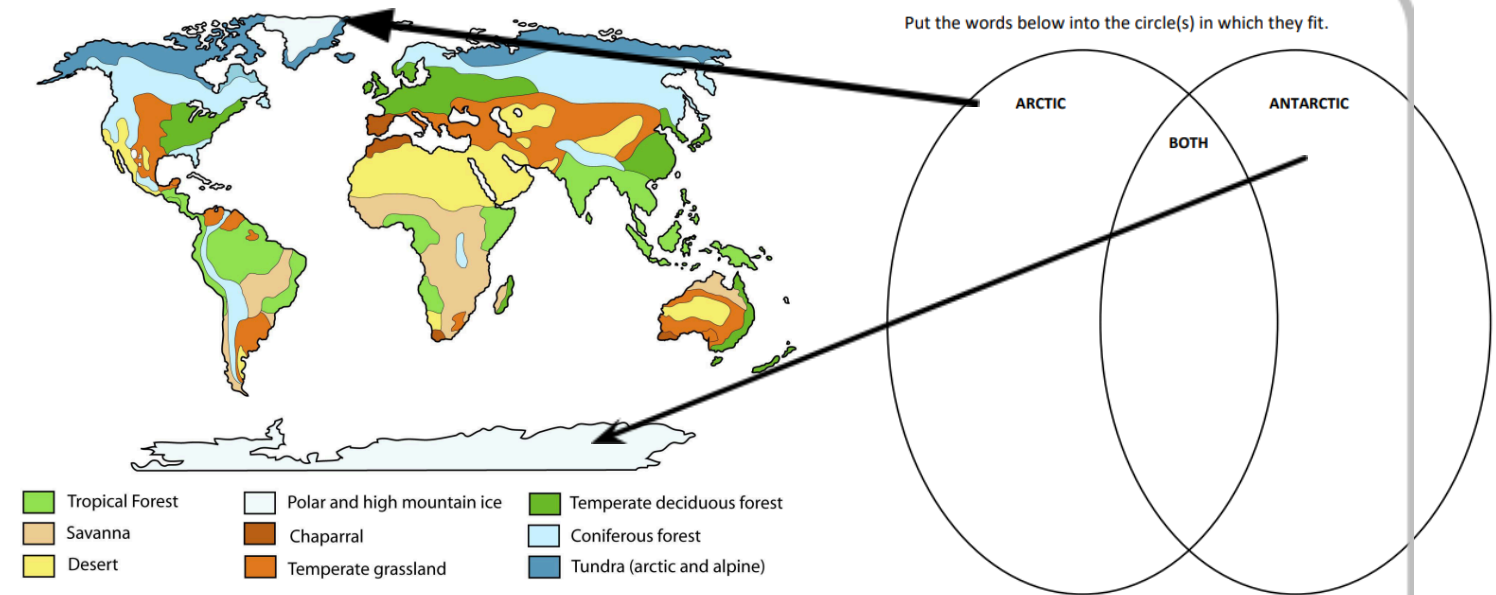 Put the words below into the circle(s) in which they fit.
ARCTIC
ANTARCTIC
BOTH
Tropical Forest
Polar and high mountain ice
Temperate deciduous forest
Savanna
Chaparral
Coniferous forest
Desert
Temperate grassland
Tundra (arctic and alpine)